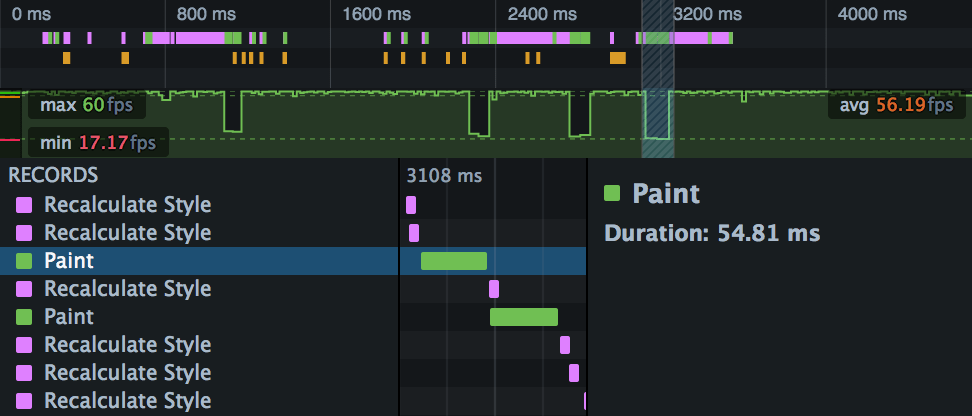 0 ms 800 ms 1600 ms 2400 ms 3200 ms 4000 ms
max 60fps
avg 56.19fps
min 17.17fps
RECORDS
3108 ms
Recalculate Style
Recalculate Style
Paint
Recalculate Style
Paint
Recalculate Style
Recalculate Style
Recalculate Style
Paint
Duration: 54.81 ms